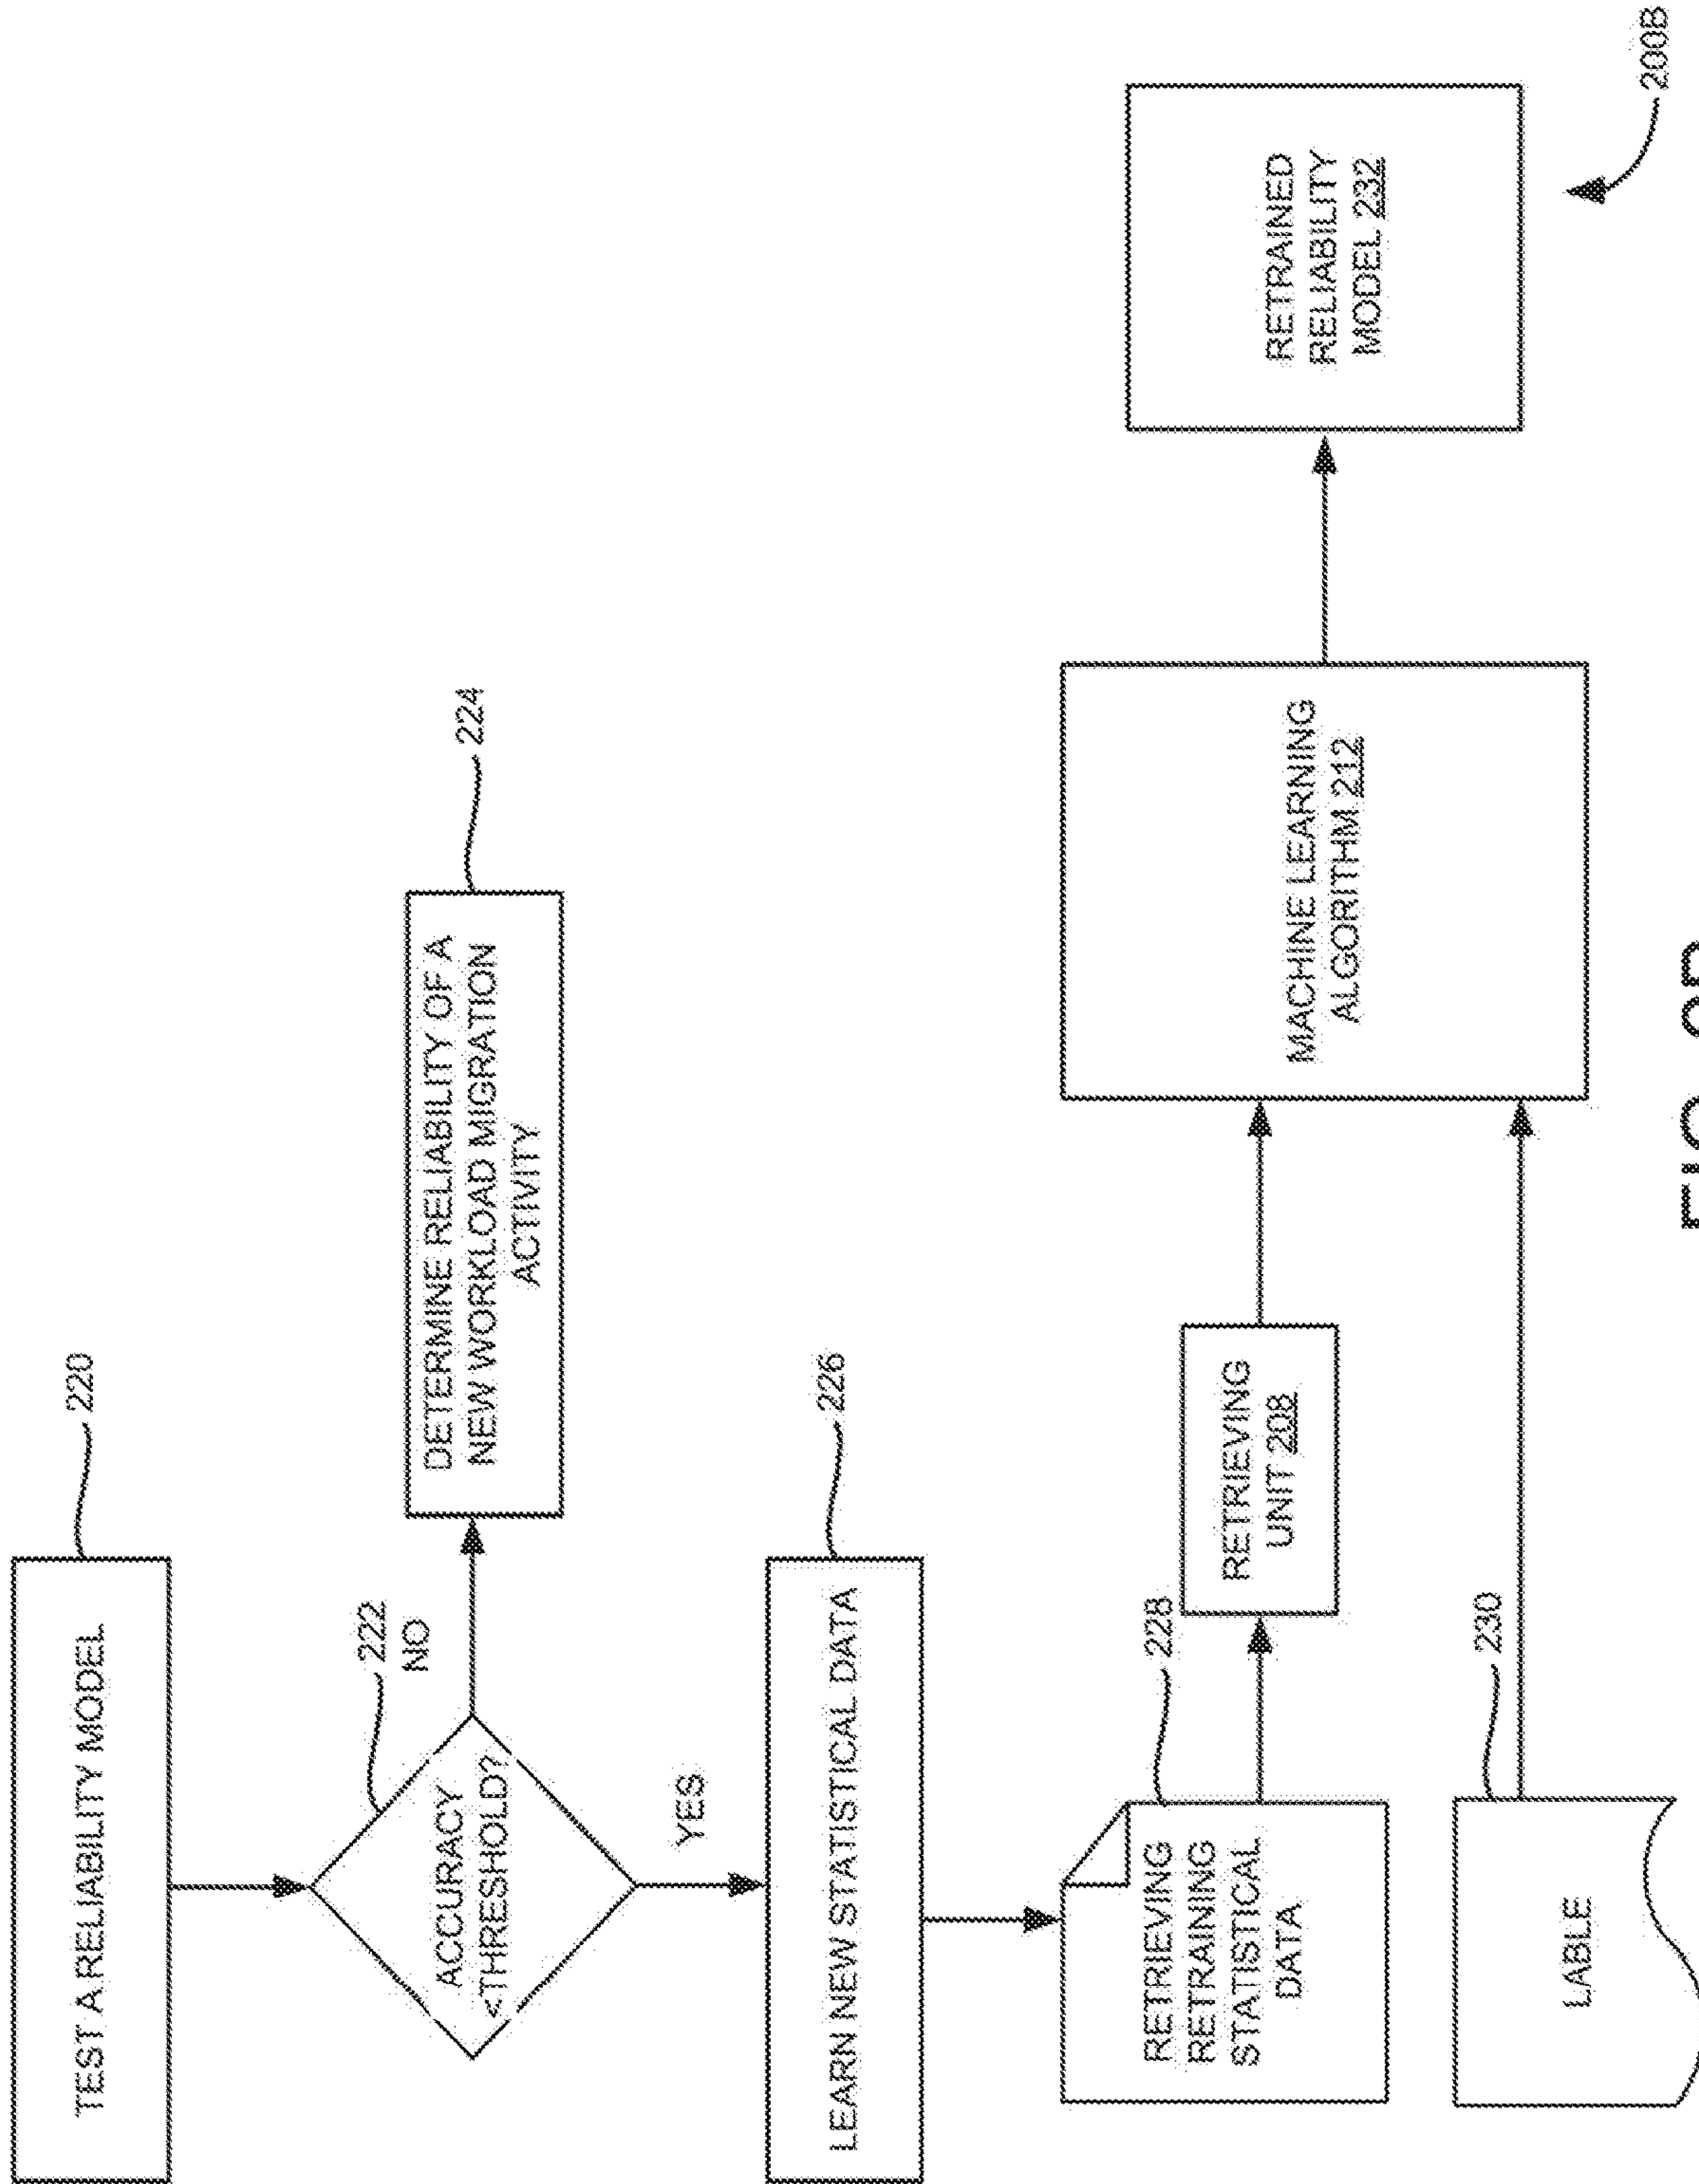 220
TEST A RELIABILITY MODEL
222
NO
ACCURACY
<THRESHOLD?
YES
224
DETERMINE RELIABILITY OF A
NEW WORKLOAD MIGRATION
ACTIVITY
226
LEARN NEW STATISTICAL DATA
228
RETRIEVING
RETRAINING
STATISTICAL
DATA
RETRIEVING
UNIT 208
230
LABLE
MACHINE LEARNING
ALGORITHM 212
RETRAINED
RELIABILITY
MODEL 232
200B